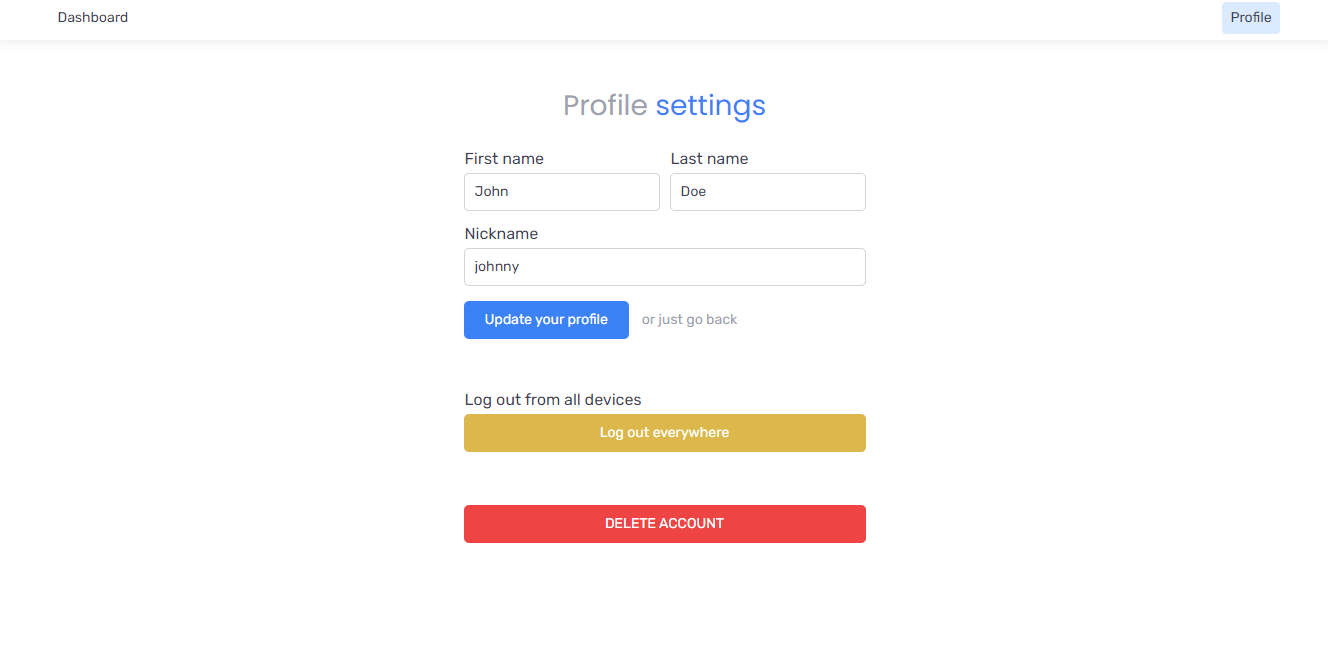 Dashboard
Profile
Profile settings
First name
Last name
John
Doe
Nickname
johnny
Update your profile
or just go back
Log out from all devices
Log out everywhere
DELETE ACCOUNT